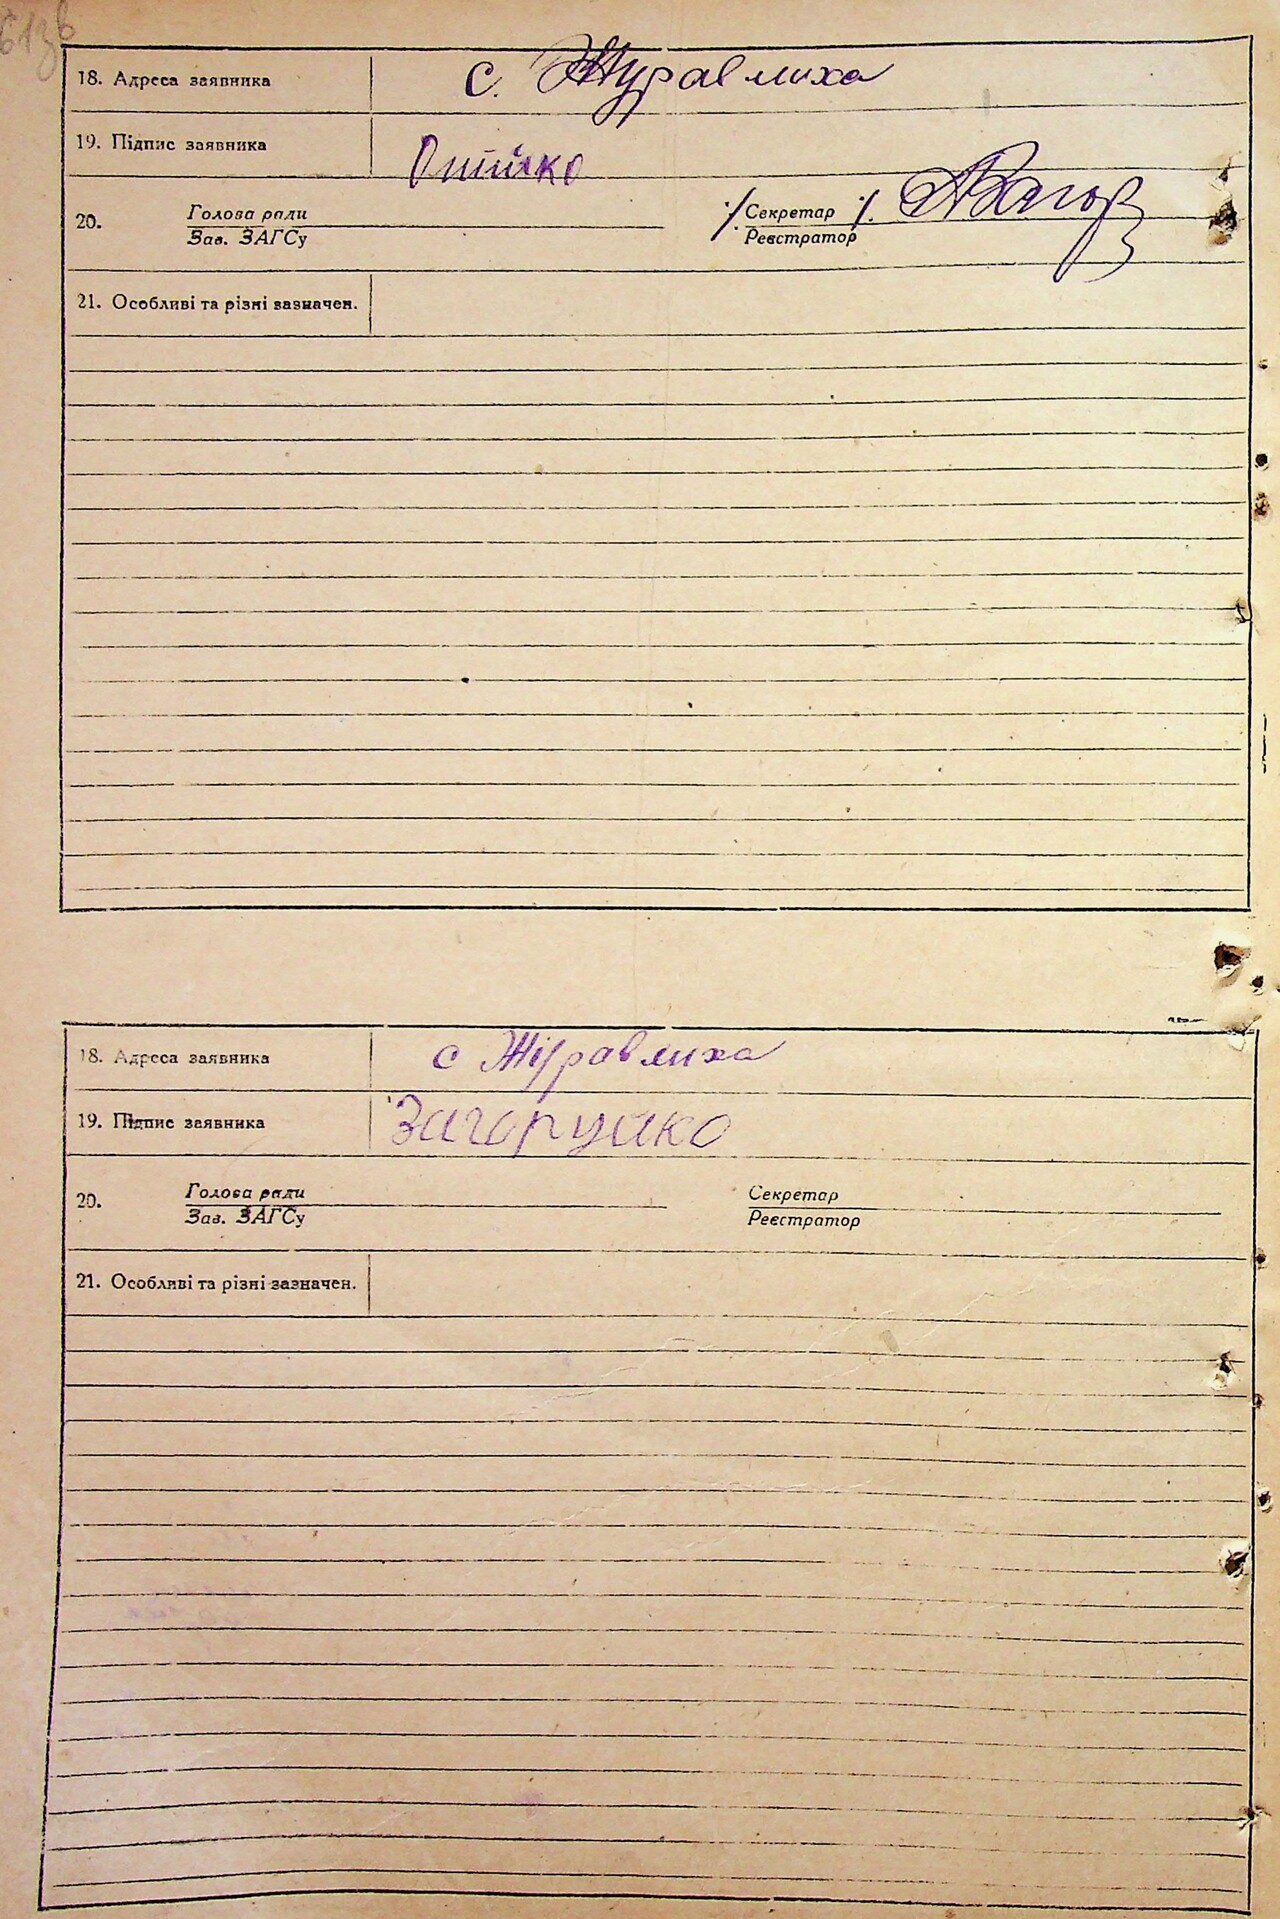 613в
18. Адреса заявника с. Журавлиха
19. Підпис заявника
20. Голова ради ./. Секретар ./.
Зав. ЗАГСу Реєстратор
21. Особливі та різні зазначен.
18. Адреса заявника с Журавлиха
19. Підпис заявника Загоруйко
20. Голова ради Секретар
Зав. ЗАГСу Реєстратор
21. Особливі та різні зазначен.